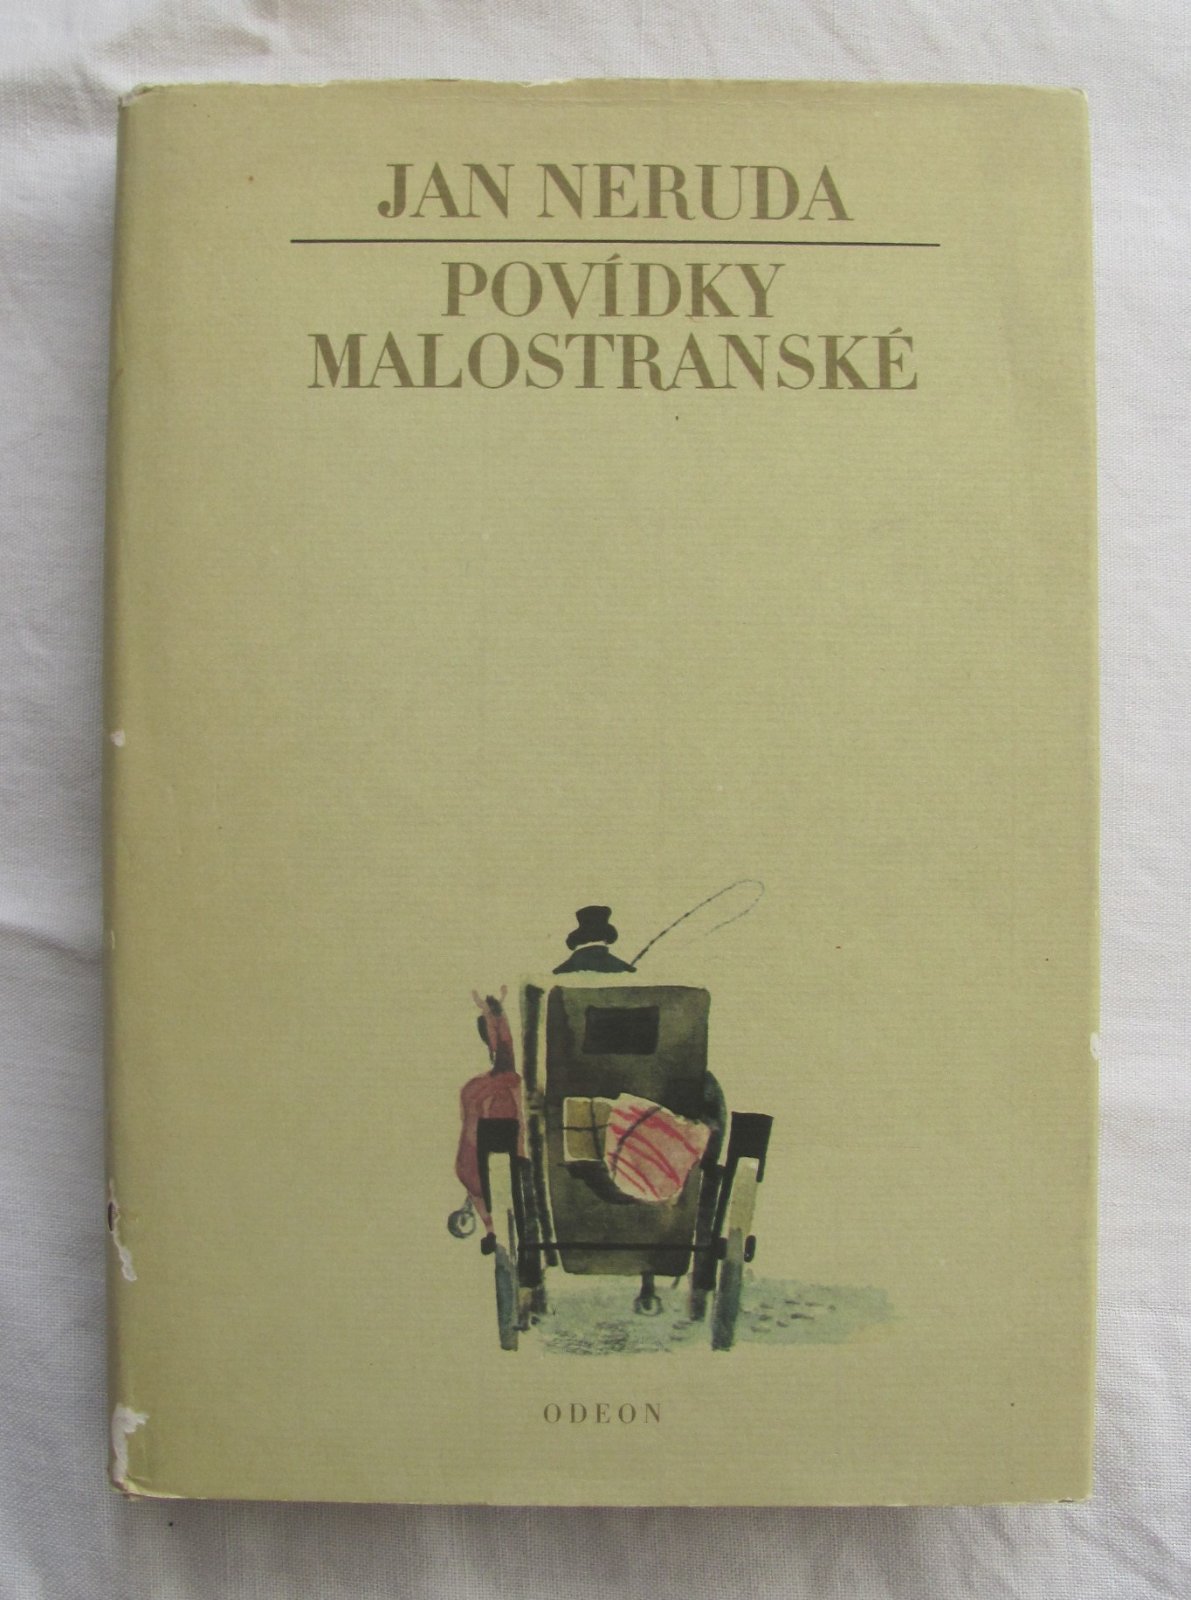 JAN NERUDA
POVÍDKY
MALOSTRANSKÉ
ODEON